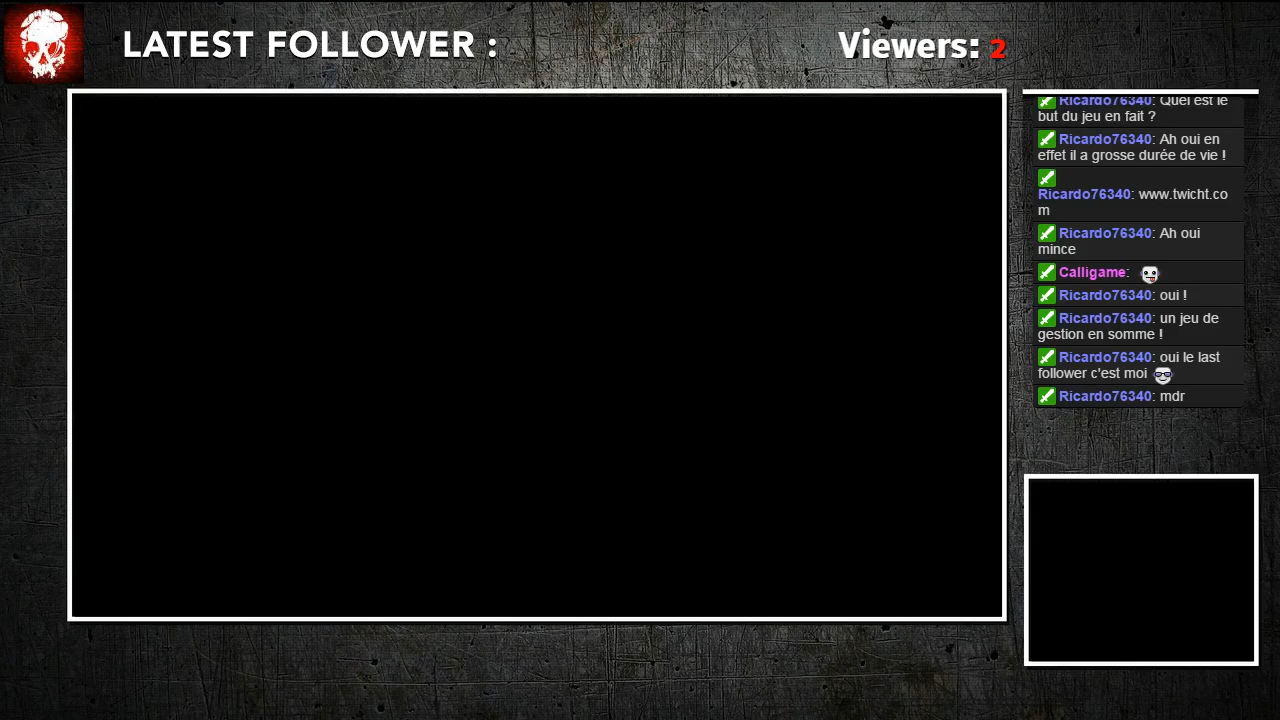 LATEST FOLLOWER :
Viewers: 2
Ricardo76340: Quel est le
but du jeu en fait ?
Ricardo76340: Ah oui en
effet il a grosse durée de vie !
Ricardo76340: www.twicht.co
m
Ricardo76340: Ah oui
mince
Calligame:
Ricardo76340: oui !
Ricardo76340: un jeu de
gestion en somme !
Ricardo76340: oui le last
follower c'est moi
Ricardo76340: mdr